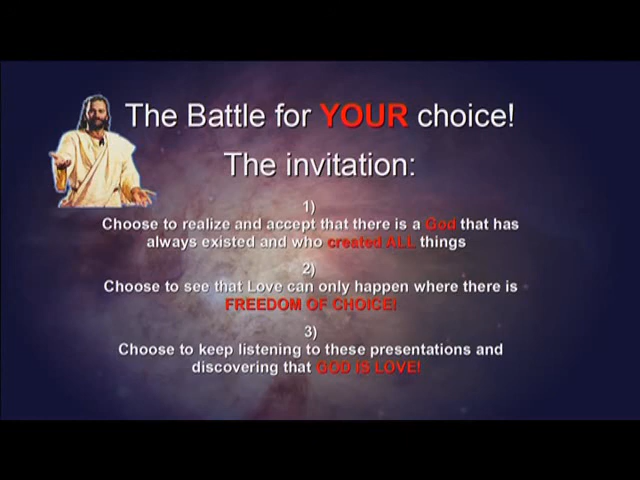 The Battle for YOUR choice!
The invitation:
1)
Choose to realize and accept that there is a God that has
always existed and who created ALL things
2)
Choose to see that Love can only happen where there is
FREEDOM OF CHOICE!
3)
Choose to keep listening to these presentations and
discovering that GOD IS LOVE!